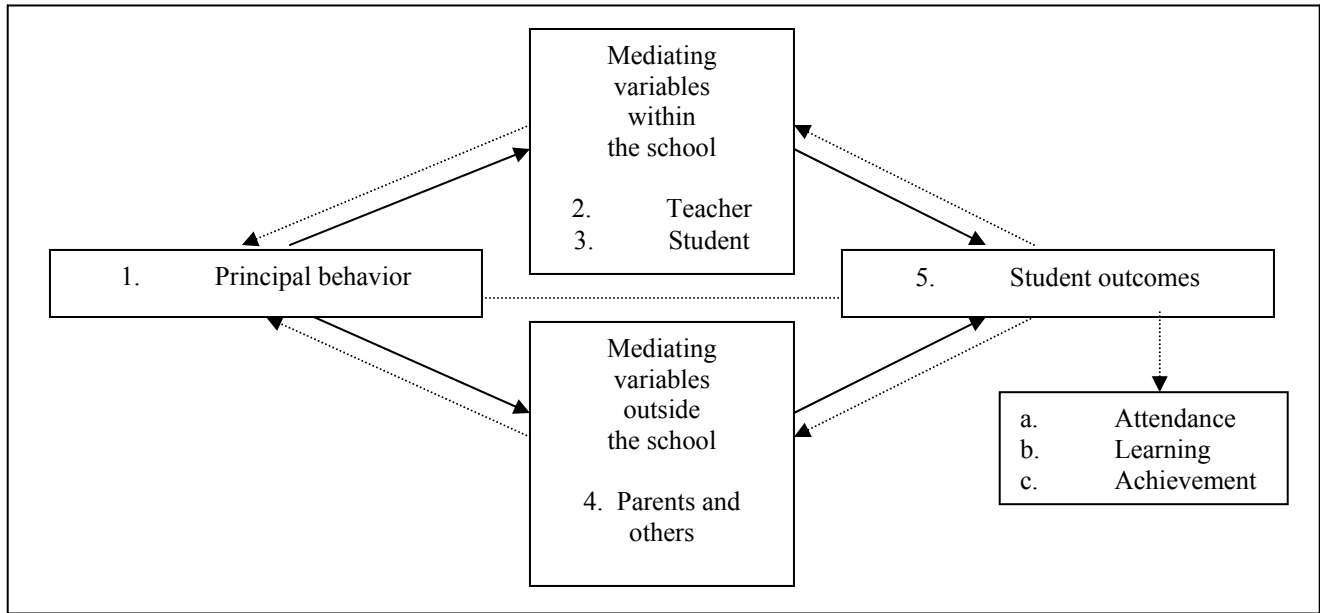 Mediating
variables
within
the school
2. Teacher
3. Student
1. Principal behavior
5. Student outcomes
Mediating
variables
outside
the school
4. Parents and
others
a. Attendance
b. Learning
c. Achievement